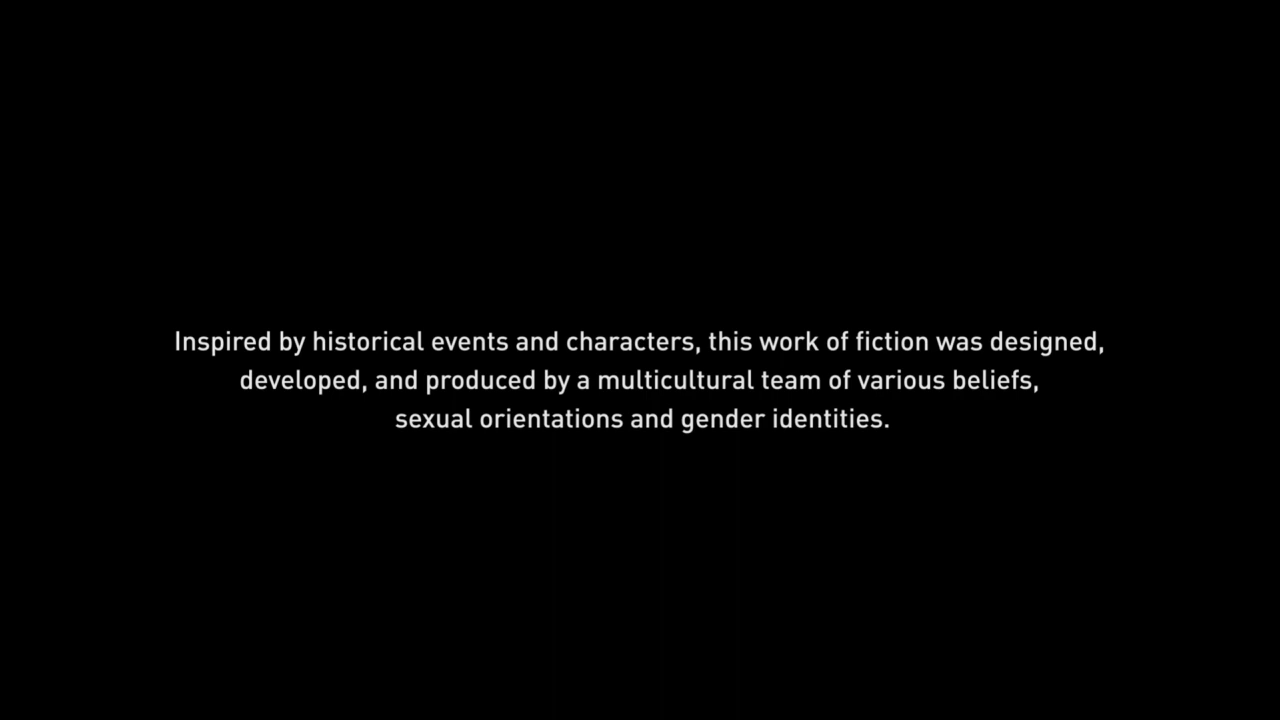 Inspired by historical events and characters, this work of fiction was designed,
developed, and produced by a multicultural team of various beliefs,
sexual orientations and gender identities.